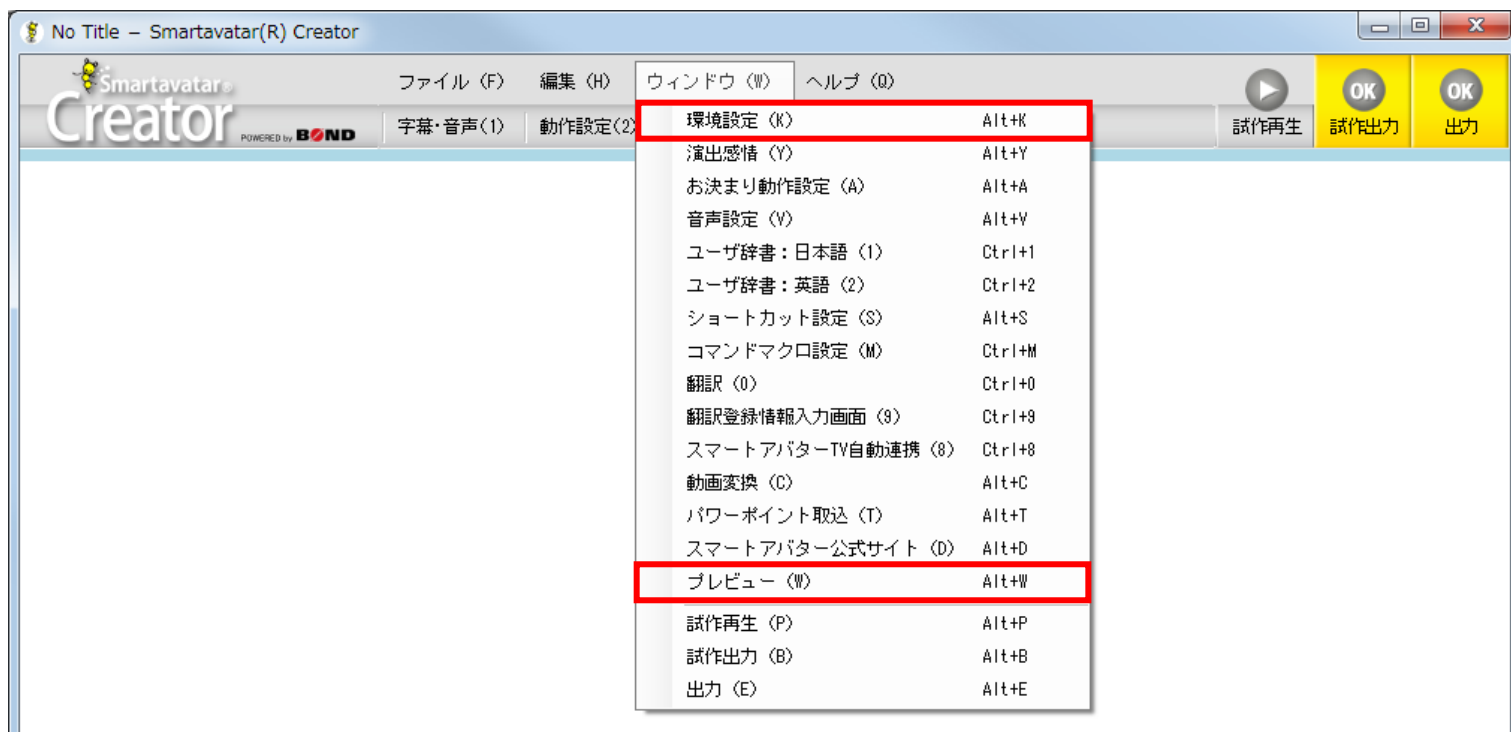 No Title – Smartavatar(R) Creator
Smartavatar®
Creator
POWERED by BOND
ファイル (F) 編集 (H) ウィンドウ (W) ヘルプ (Q)
字幕・音声(1) 動作設定(2)
試作再生
OK
試作出力
OK
出力
環境設定 (K) Alt+K
演出感情 (Y) Alt+Y
お決まり動作設定 (A) Alt+A
音声設定 (V) Alt+V
ユーザ辞書：日本語 (1) Ctrl+1
ユーザ辞書：英語 (2) Ctrl+2
ショートカット設定 (S) Alt+S
コマンドマクロ設定 (M) Ctrl+M
翻訳 (0) Ctrl+0
翻訳登録情報入力画面 (9) Ctrl+9
スマートアバターTV自動連携 (8) Ctrl+8
動画変換 (C) Alt+C
パワーポイント取込 (T) Alt+T
スマートアバター公式サイト (D) Alt+D
プレビュー (W) Alt+W
試作再生 (P) Alt+P
試作出力 (B) Alt+B
出力 (E) Alt+E